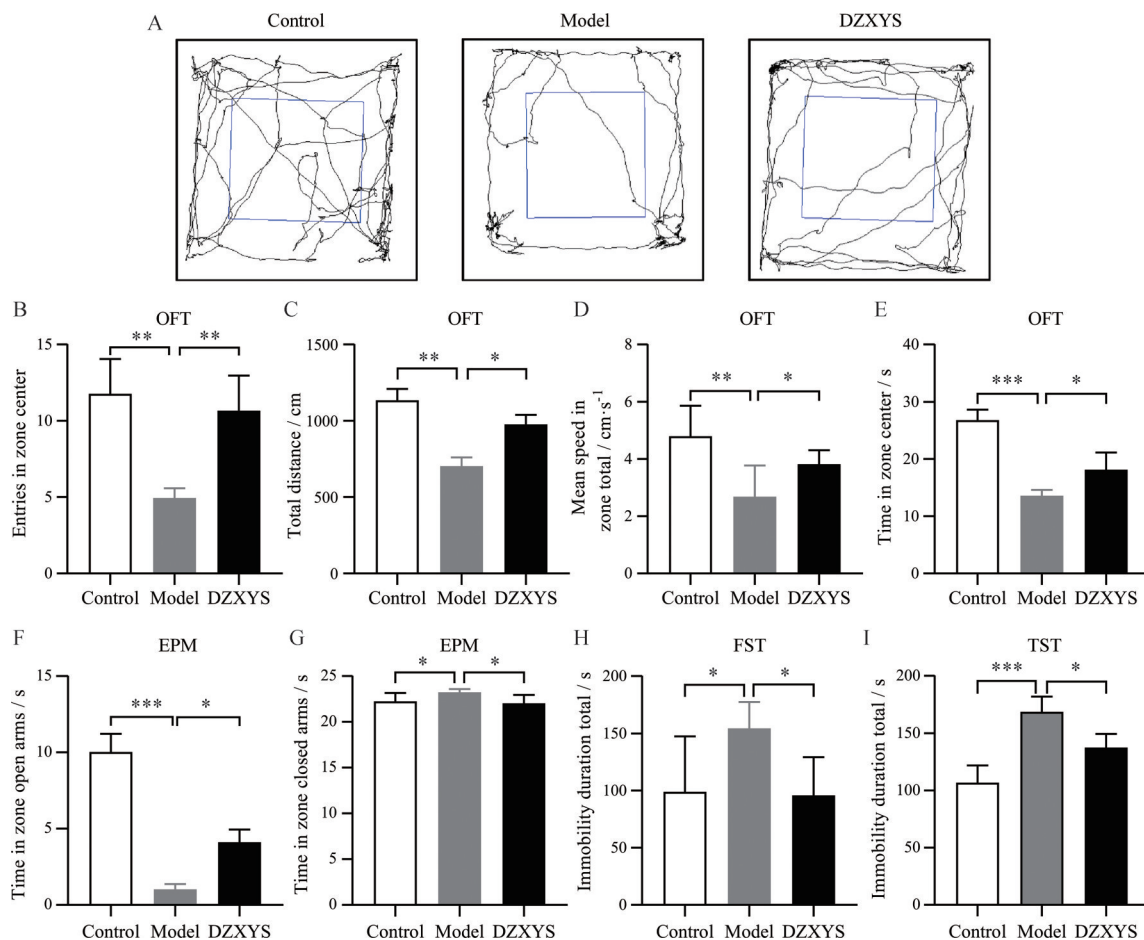 A
Control
Model
DZXYS
B
OFT
Entries in zone center
15
10
5
0
**
**
Control Model DZXYS
C
OFT
Total distance / cm
1500
1000
500
0
**
*
Control Model DZXYS
D
OFT
Mean speed in
zone total / cm·s⁻¹
8
6
4
2
0
**
*
Control Model DZXYS
E
OFT
Time in zone center / s
40
30
20
10
0
***
*
Control Model DZXYS
F
EPM
Time in zone open arms / s
15
10
5
0
***
*
Control Model DZXYS
G
EPM
Time in zone closed arms / s
25
20
15
10
5
0
*
*
Control Model DZXYS
H
FST
Immobility duration total / s
200
150
100
50
0
*
*
Control Model DZXYS
I
TST
Immobility duration total / s
200
150
100
50
0
***
*
Control Model DZXYS